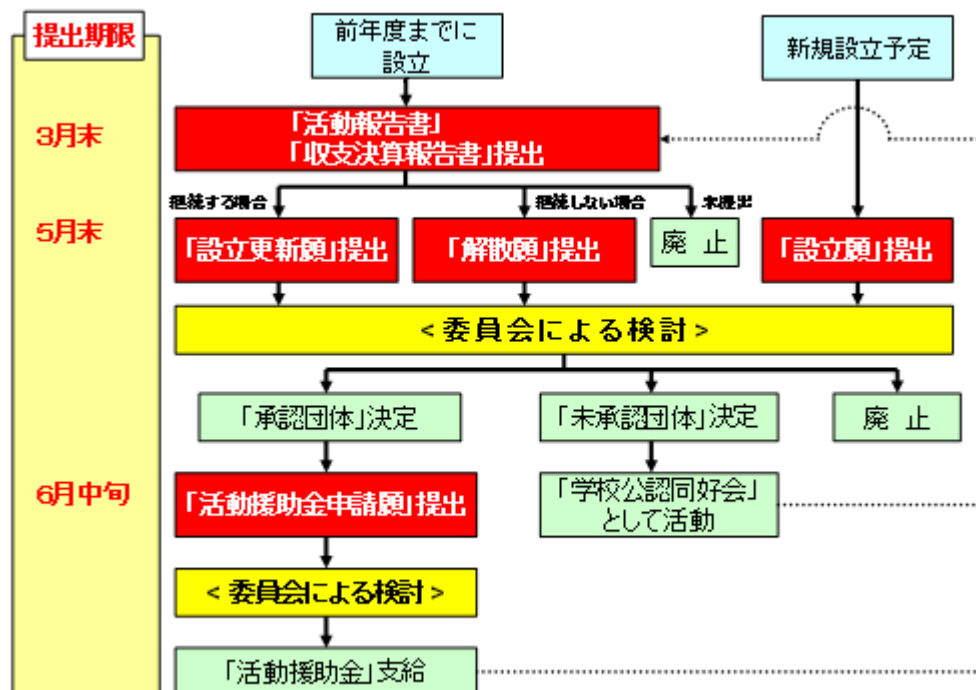 提出期限
前年度までに
設立
新規設立予定
3月末
「活動報告書」
「収支決算報告書」提出
継続する場合
継続しない場合
未提出
5月末
「設立更新願」提出
「解散願」提出
廃 止
「設立願」提出
<委員会による検討>
「承認団体」決定
「未承認団体」決定
廃 止
6月中旬
「活動援助金申請願」提出
「学校公認同好会」
として活動
<委員会による検討>
「活動援助金」支給